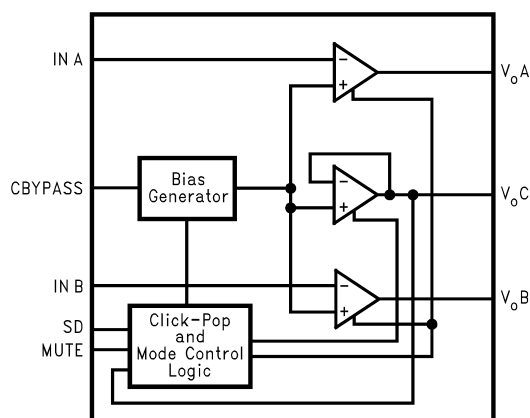 IN A
−
+
VoA
CBYPASS
Bias
Generator
−
+
VoC
IN B
−
+
VoB
SD
MUTE
Click-Pop
and
Mode Control
Logic